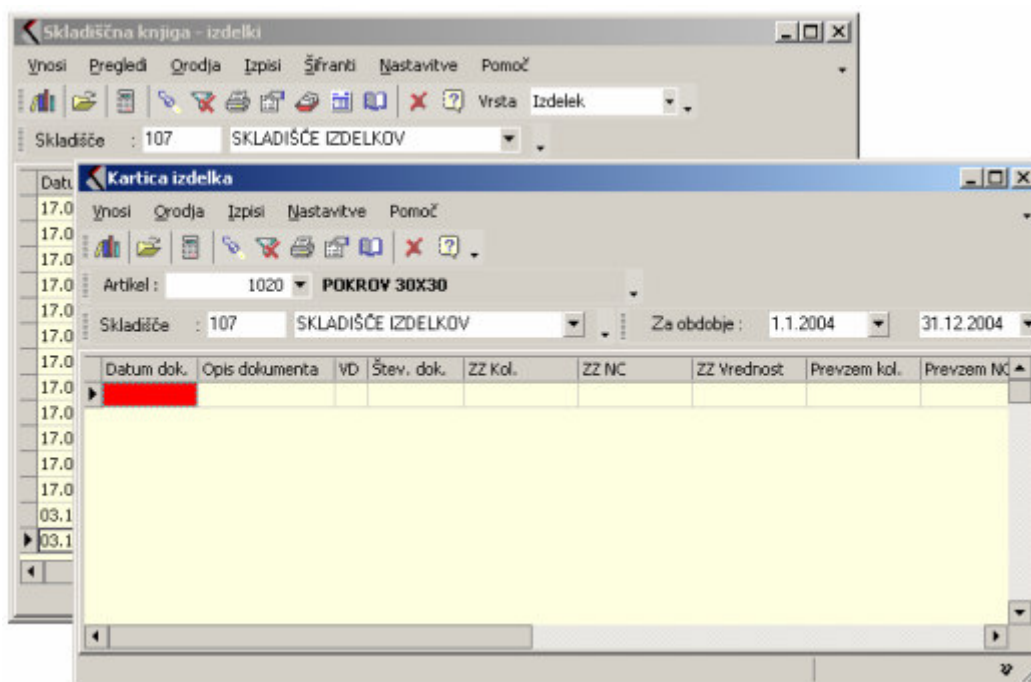 Skladiščna knjiga - izdelki
Vnosi Pregledi Orodja Izpisi Šifranti Nastavitve Pomoč
Vrsta Izdelek
Skladišče : 107 SKLADIŠČE IZDELKOV
Kartica izdelka
Vnosi Orodja Izpisi Nastavitve Pomoč
Artikel : 1020 POKROV 30X30
Skladišče : 107 SKLADIŠČE IZDELKOV Za obdobje : 1.1.2004 31.12.2004
Datum dok. Opis dokumenta VD Štev. dok. ZZ Kol. ZZ NC ZZ Vrednost Prevzem kol. Prevzem NC
Datu
17.0
17.0
17.0
17.0
17.0
17.0
17.0
17.0
17.0
17.0
17.0
17.0
03.1
03.1